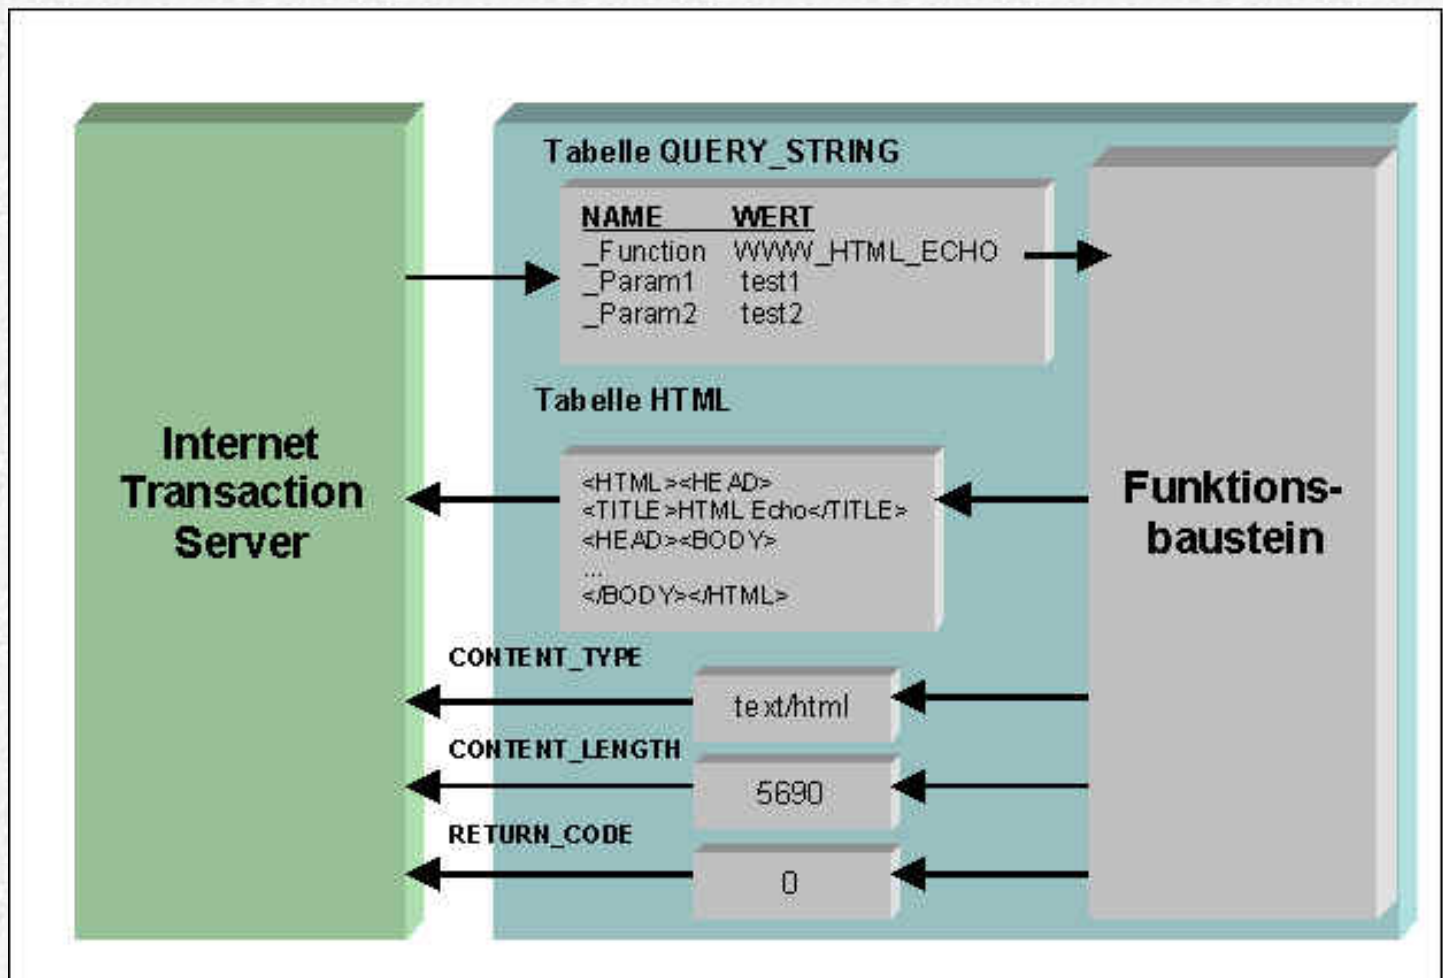 Tabelle QUERY_STRING
NAME WERT
_Function WWW_HTML_ECHO
_Param1 test1
_Param2 test2
Tabelle HTML
<HTML><HEAD>
<TITLE>HTML Echo</TITLE>
<HEAD><BODY>
...
</BODY></HTML>
Internet
Transaction
Server
Funktions-
baustein
CONTENT_TYPE
text/html
CONTENT_LENGTH
5690
RETURN_CODE
0